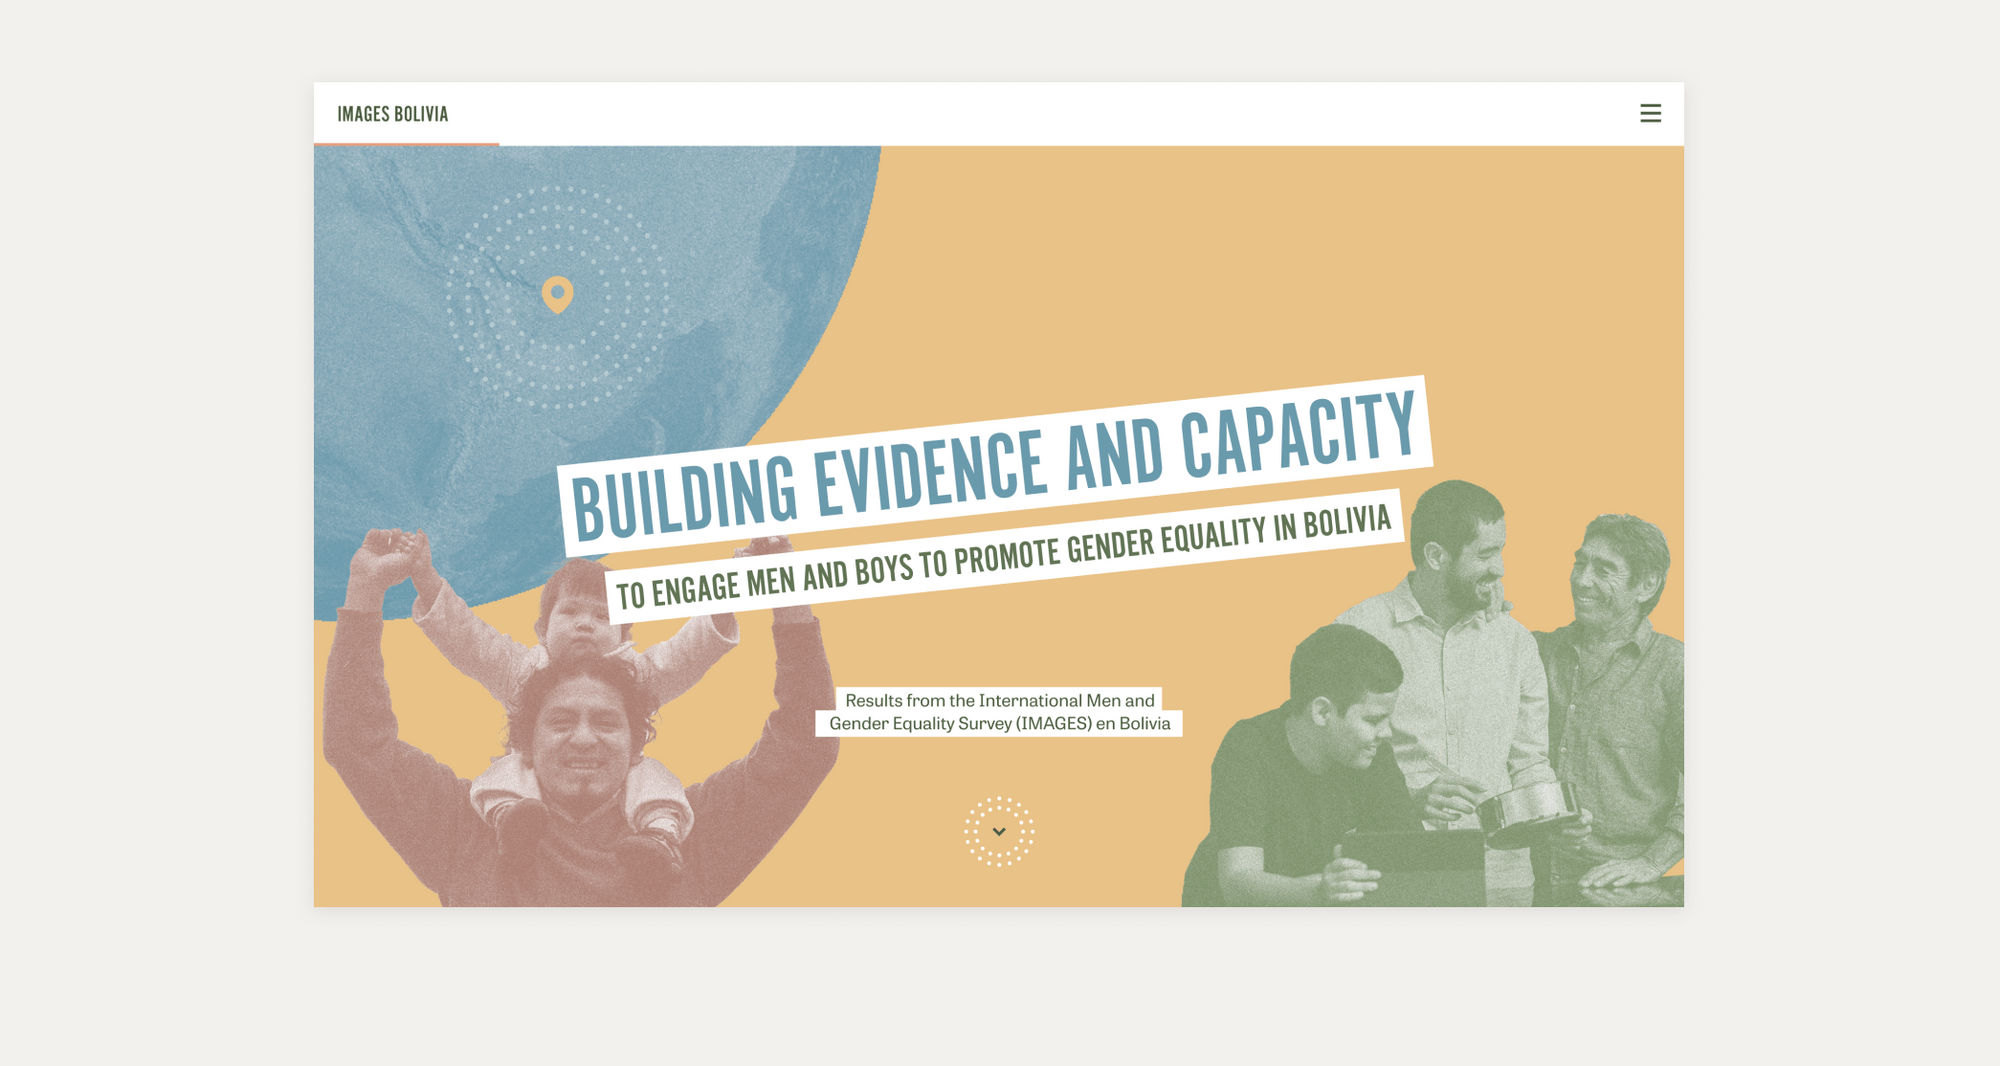 IMAGES BOLIVIA
BUILDING EVIDENCE AND CAPACITY
TO ENGAGE MEN AND BOYS TO PROMOTE GENDER EQUALITY IN BOLIVIA
Results from the International Men and
Gender Equality Survey (IMAGES) en Bolivia